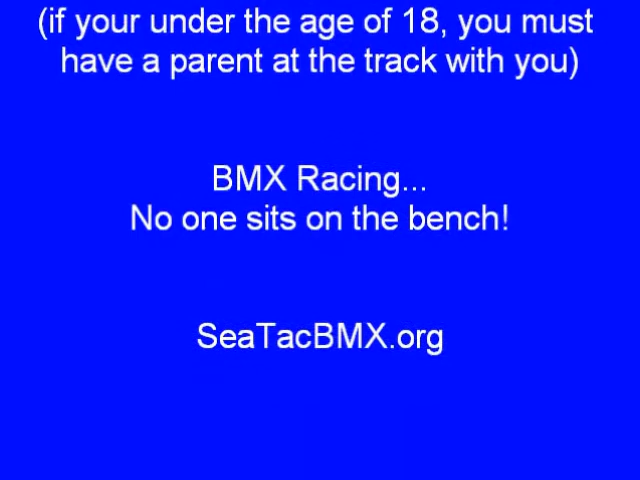 (if your under the age of 18, you must
have a parent at the track with you)
BMX Racing...
No one sits on the bench!
SeaTacBMX.org